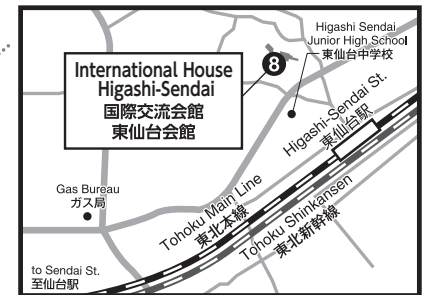 Higashi Sendai
Junior High School
東仙台中学校
8
International House
Higashi-Sendai
国際交流会館
東仙台会館
Higashi-Sendai St.
東仙台駅
Gas Bureau
ガス局
Tohoku Main Line
東北本線
Tohoku Shinkansen
東北新幹線
to Sendai St.
至仙台駅